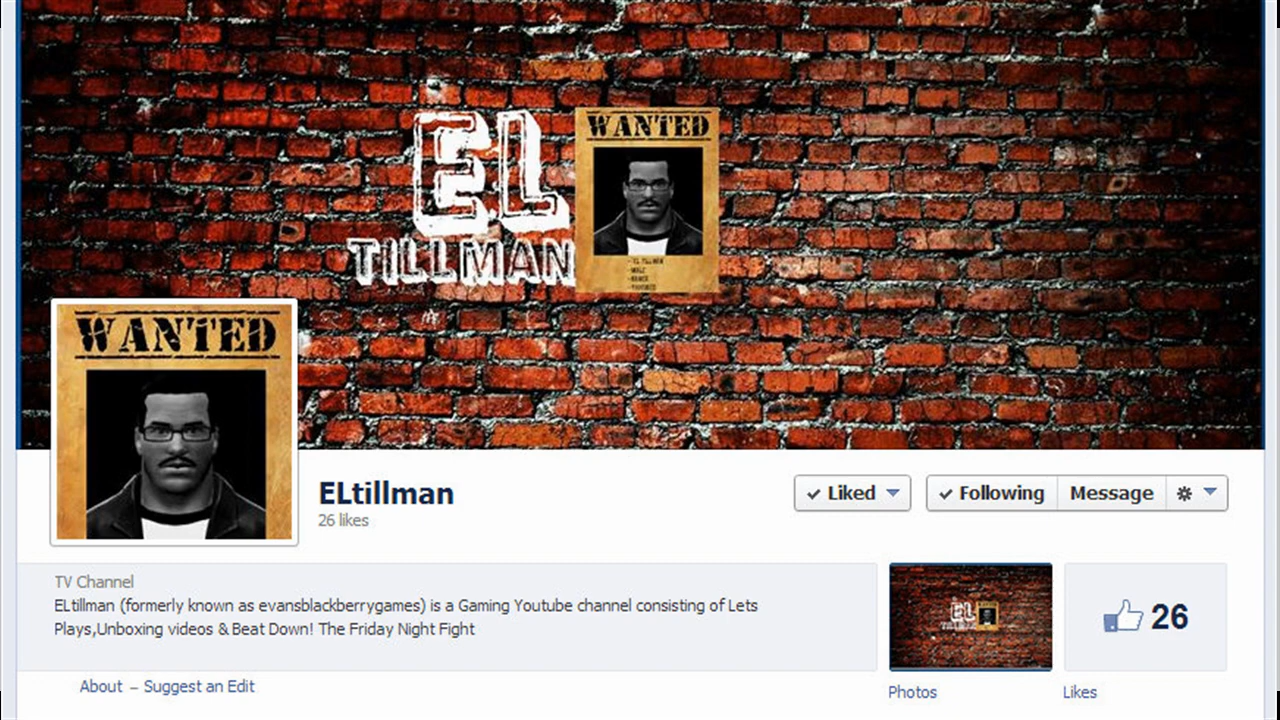 EL
TILLMAN
WANTED
WANTED
ELtillman
26 likes
Liked
Following
Message
TV Channel
ELtillman (formerly known as evansblackberrygames) is a Gaming Youtube channel consisting of Lets
Plays,Unboxing videos & Beat Down! The Friday Night Fight
26
About – Suggest an Edit
Photos
Likes